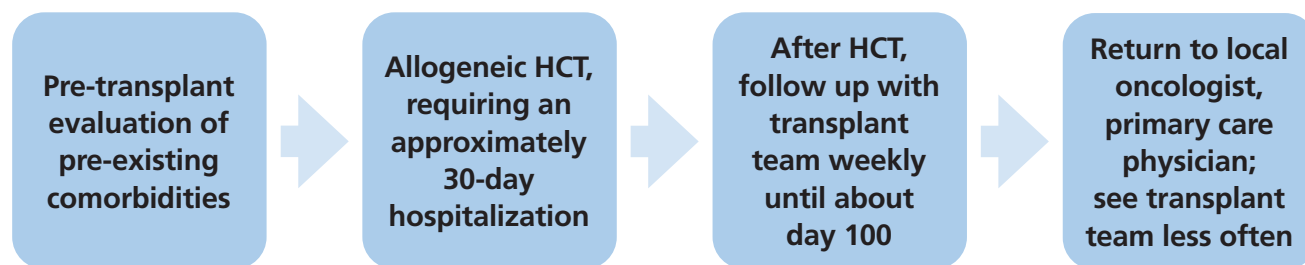 Pre-transplant
evaluation of
pre-existing
comorbidities
Allogeneic HCT,
requiring an
approximately
30-day
hospitalization
After HCT,
follow up with
transplant
team weekly
until about
day 100
Return to local
oncologist,
primary care
physician;
see transplant
team less often